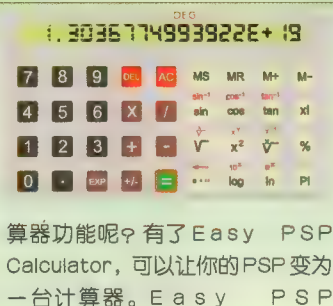 DEG
1.3036774993922E+19
7 8 9 DEL AC MS MR M+ M-
sin⁻¹ cos⁻¹ tan⁻¹
4 5 6 X / sin cos tan x!
1 2 3 + - √ x² %
10ˣ eˣ
0 . EXP +/- = log ln PI
算器功能呢？有了Easy PSP
Calculator，可以让你的PSP变为
一台计算器。Easy PSP